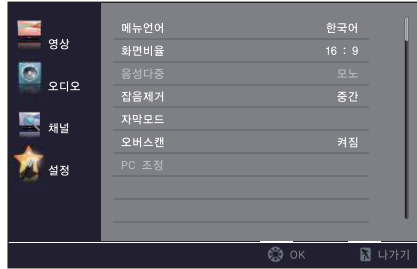 영상
오디오
채널
설정
메뉴언어 한국어
화면비율 16 : 9
음성다중 모노
잡음제거 중간
자막모드
오버스캔 켜짐
PC 조정
OK 나가기